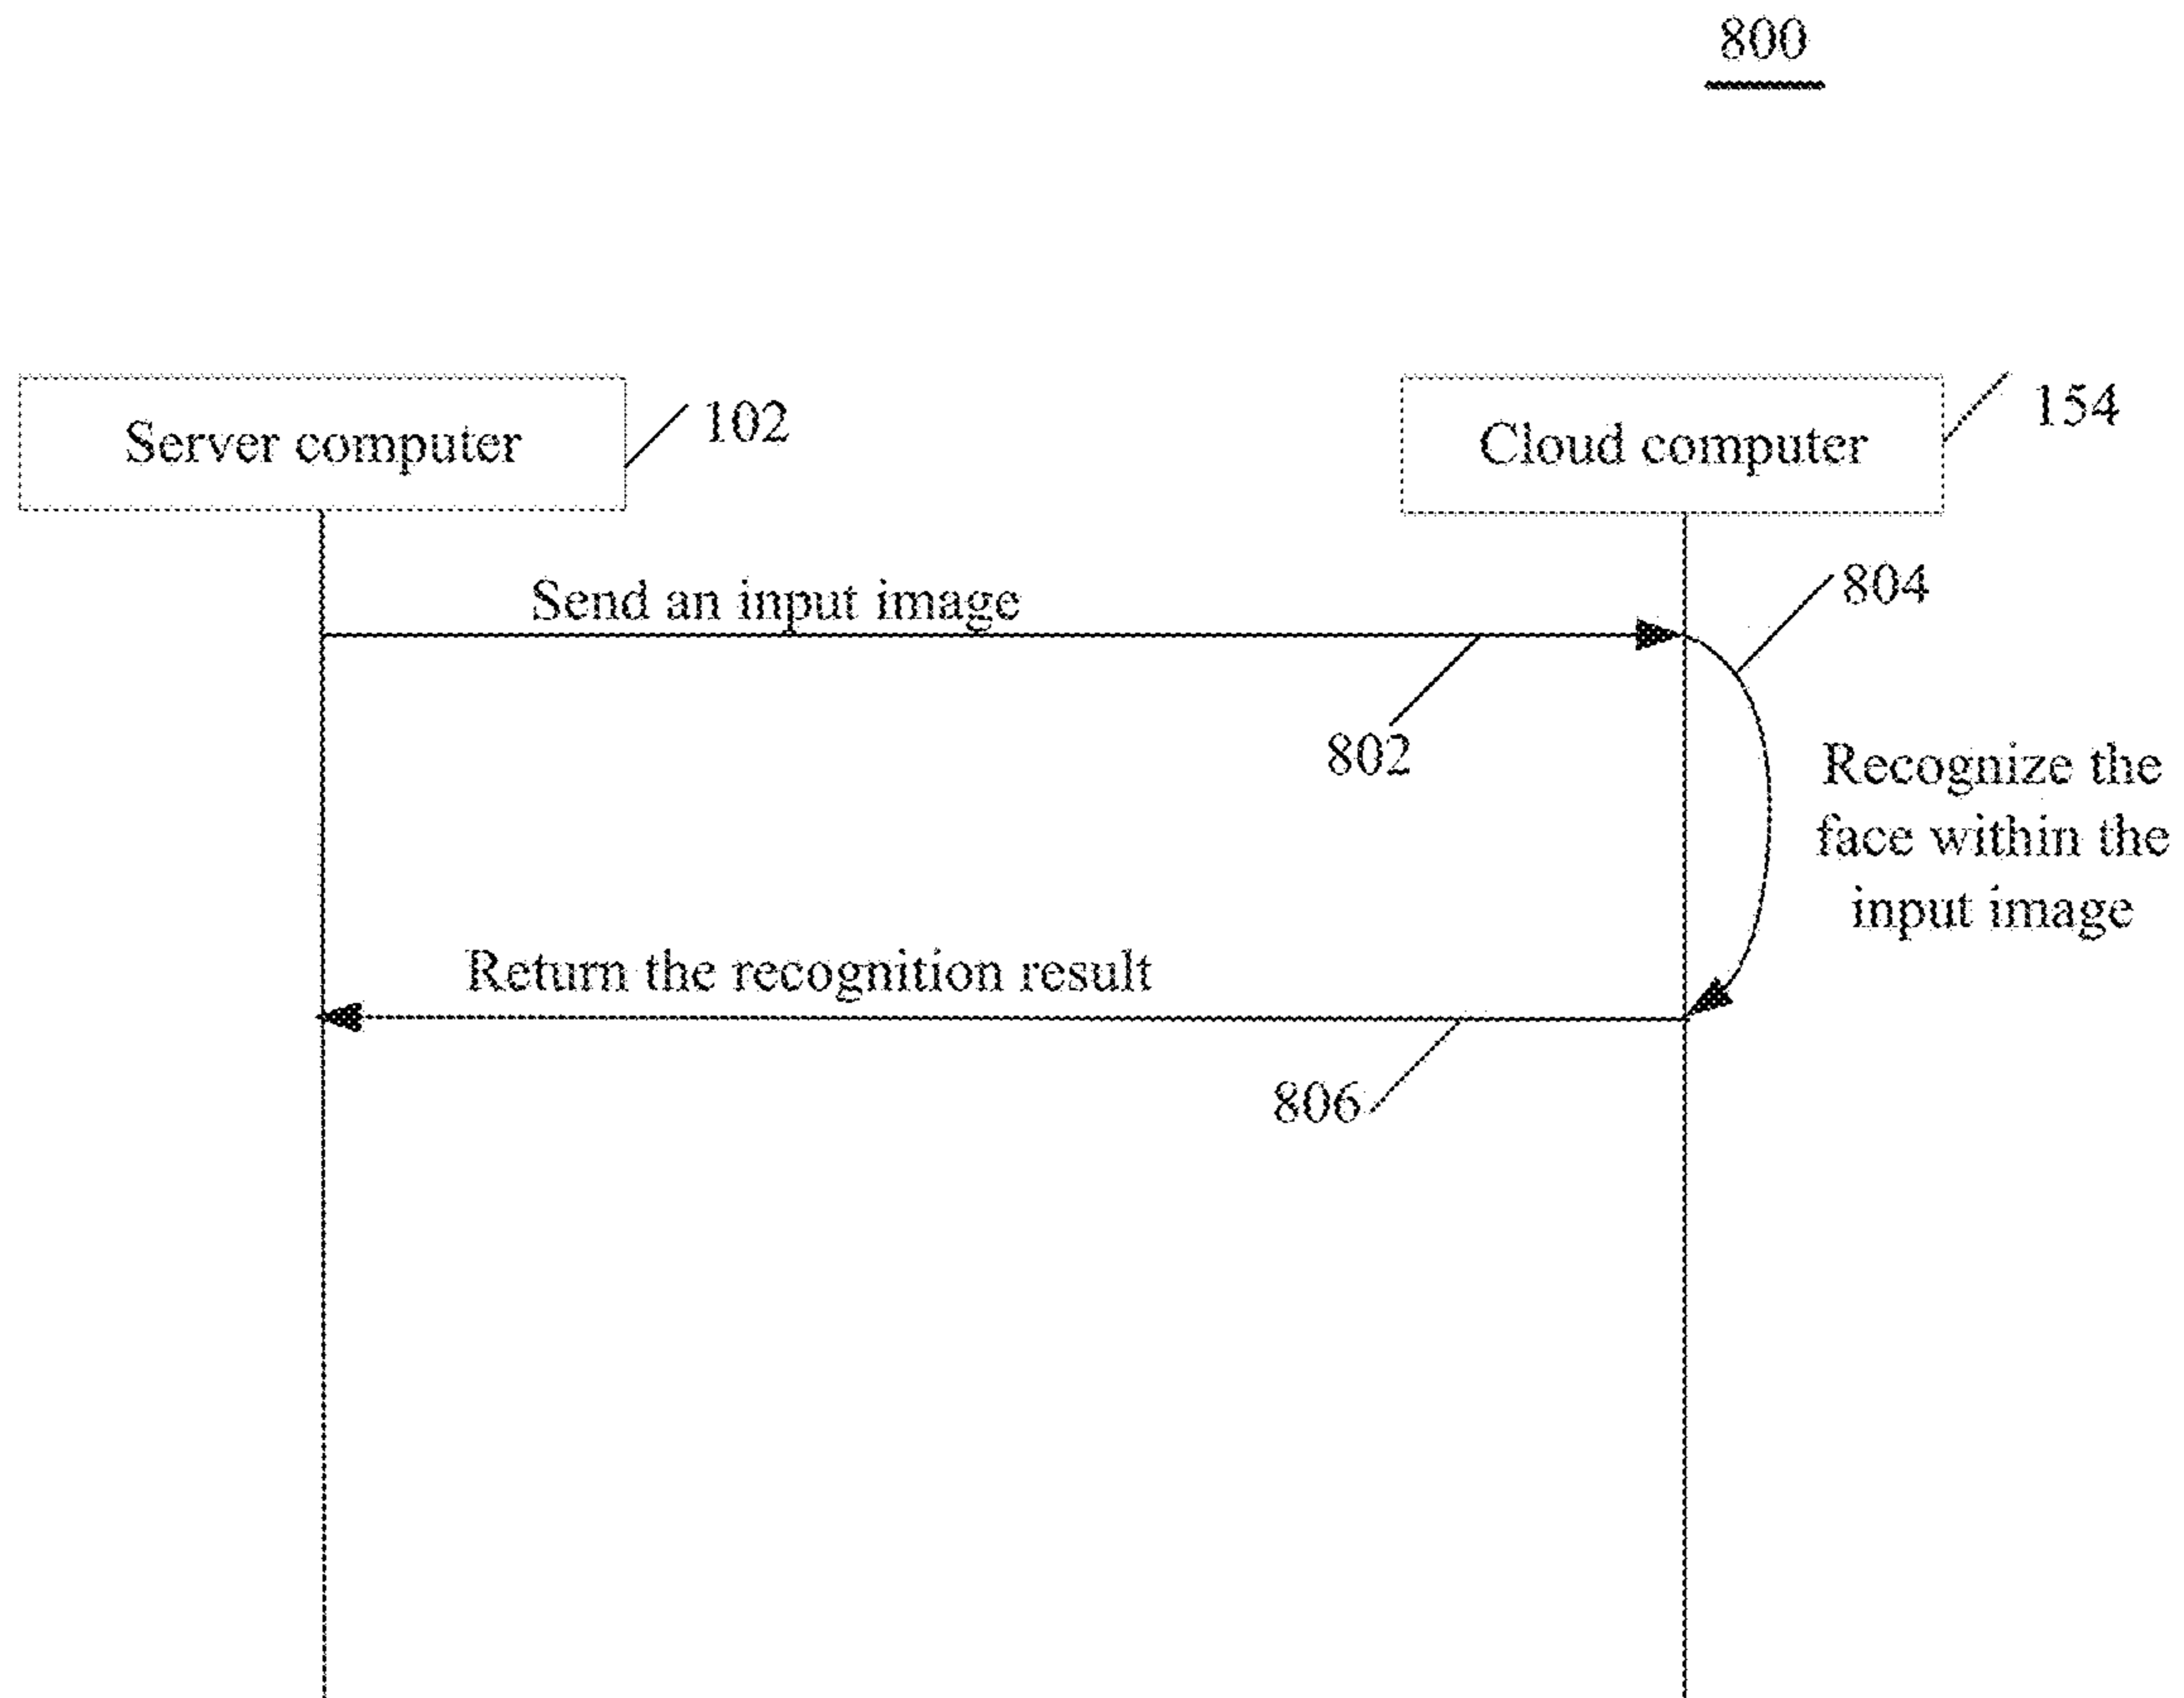 800
Server computer
102
Cloud computer
154
Send an input image
804
802
Recognize the
face within the
input image
Return the recognition result
806